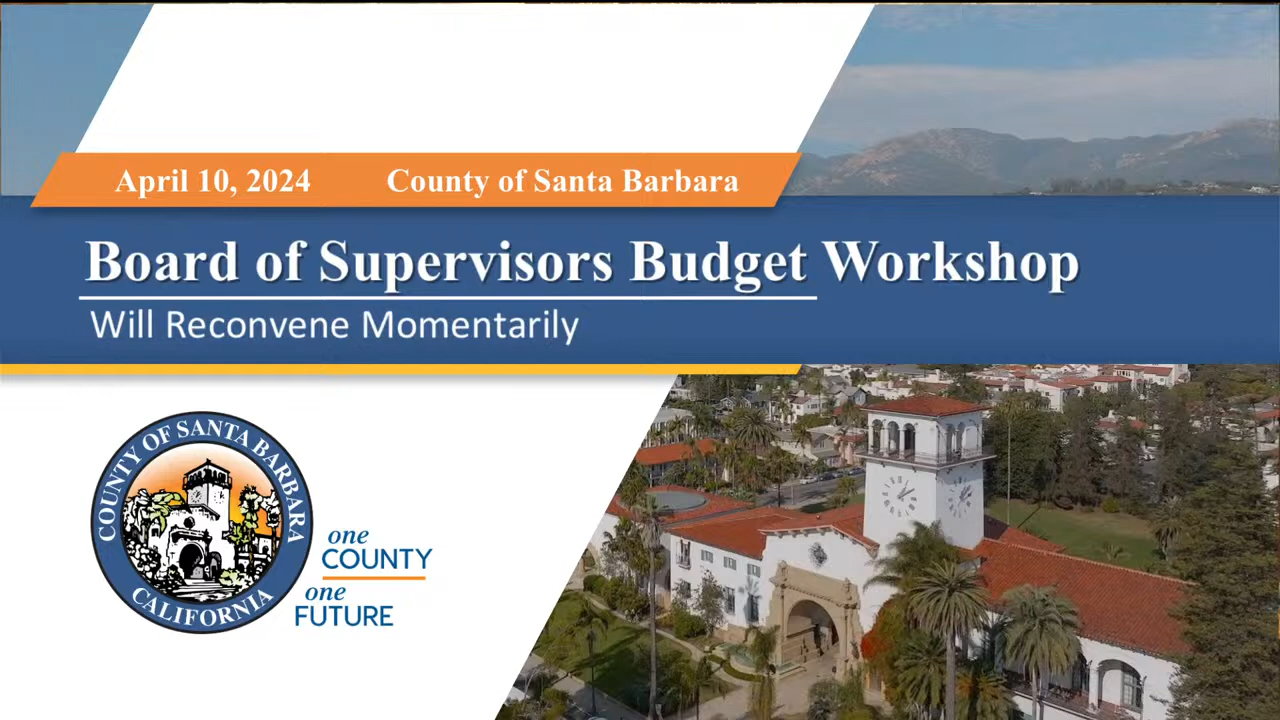 April 10, 2024 County of Santa Barbara
Board of Supervisors Budget Workshop
Will Reconvene Momentarily
COUNTY OF SANTA BARBARA
CALIFORNIA
one
COUNTY
one
FUTURE